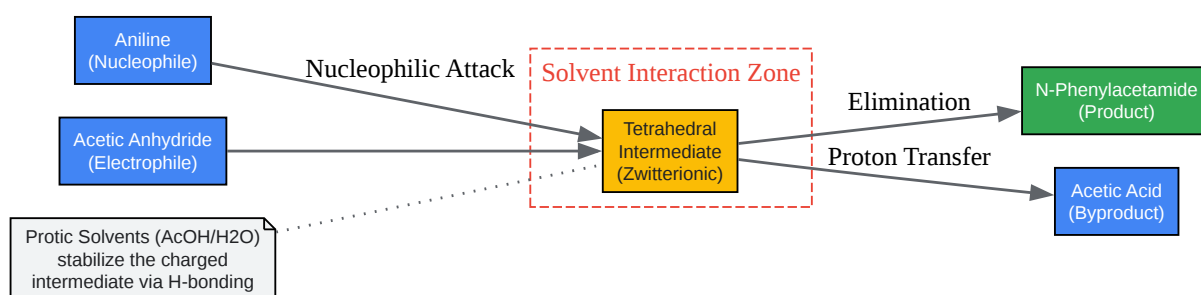 Aniline
(Nucleophile)
Nucleophilic Attack
Solvent Interaction Zone
Acetic Anhydride
(Electrophile)
Tetrahedral
Intermediate
(Zwitterionic)
Elimination
N-Phenylacetamide
(Product)
Proton Transfer
Acetic Acid
(Byproduct)
Protic Solvents (AcOH/H2O)
stabilize the charged
intermediate via H-bonding